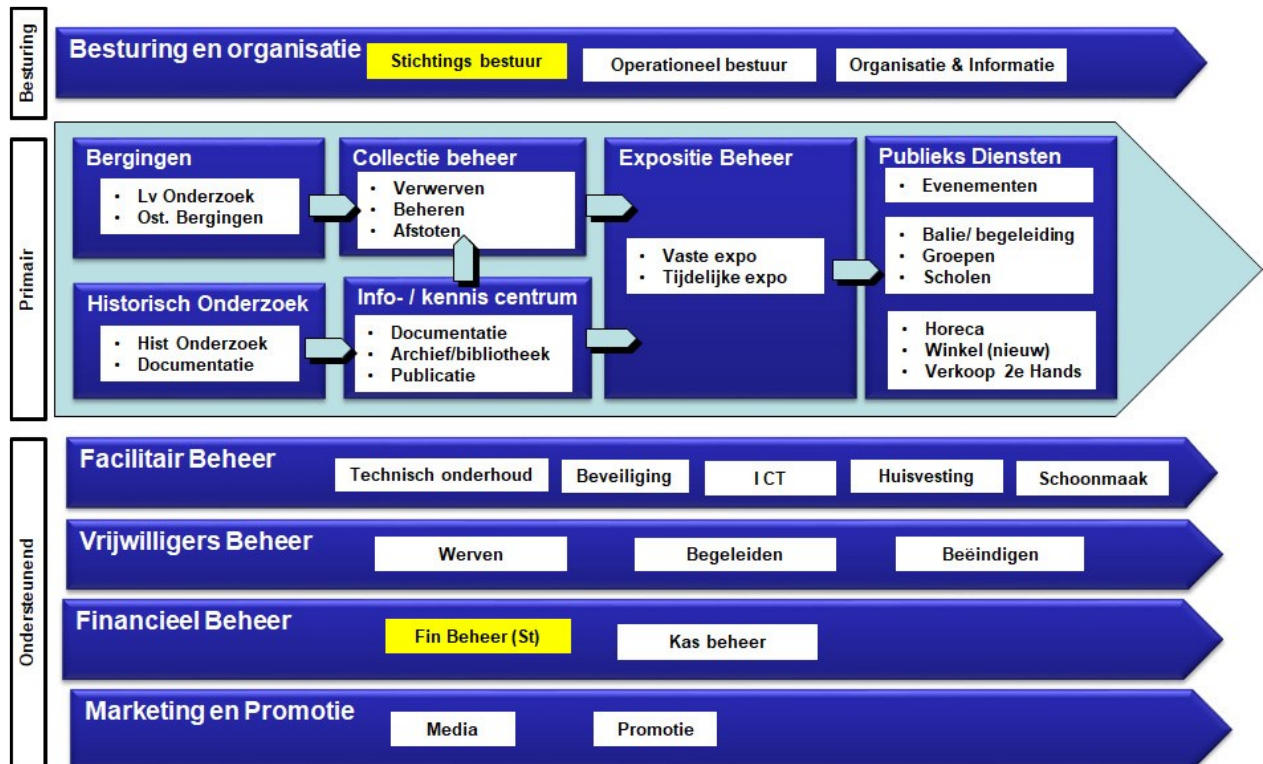 Besturing
Besturing en organisatie
Stichtings bestuur
Operationeel bestuur
Organisatie & Informatie
Primair
Bergingen
• Lv Onderzoek
• Ost. Bergingen
Collectie beheer
• Verwerven
• Beheren
• Afstoten
Expositie Beheer
• Vaste expo
• Tijdelijke expo
Publieks Diensten
• Evenementen
• Balie/ begeleiding
• Groepen
• Scholen
• Horeca
• Winkel (nieuw)
• Verkoop 2e Hands
Historisch Onderzoek
• Hist Onderzoek
• Documentatie
Info- / kennis centrum
• Documentatie
• Archief/bibliotheek
• Publicatie
Ondersteunend
Facilitair Beheer
Technisch onderhoud
Beveiliging
ICT
Huisvesting
Schoonmaak
Vrijwilligers Beheer
Werven
Begeleiden
Beëindigen
Financieel Beheer
Fin Beheer (St)
Kas beheer
Marketing en Promotie
Media
Promotie